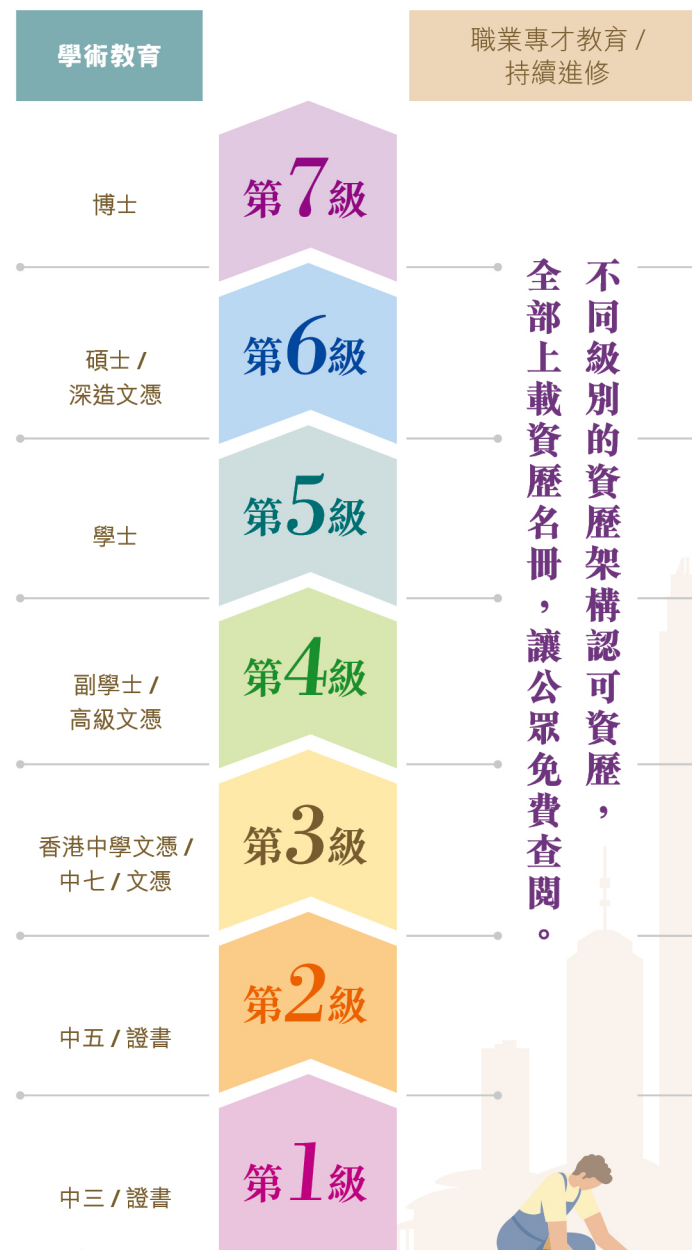 學術教育
職業專才教育 /
持續進修
第7級
博士
第6級
碩士 /
深造文憑
第5級
學士
第4級
副學士 /
高級文憑
第3級
香港中學文憑 /
中七 / 文憑
第2級
中五 / 證書
第1級
中三 / 證書
不同級別的資歷架構認可資歷，
全部上載資歷名冊，讓公眾免費查閱。